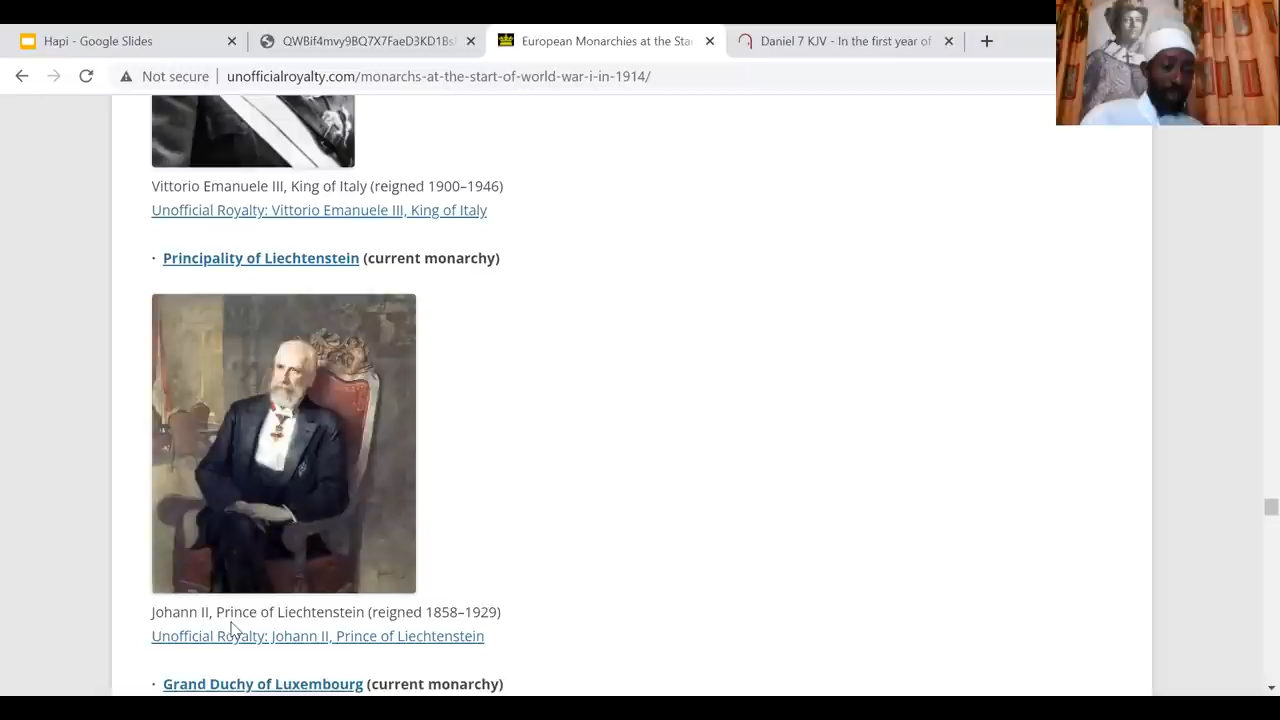 Hapi - Google Slides
QWBif4mvy9BQ7X7FaeD3KD1Bs
European Monarchies at the Sta
Daniel 7 KJV - In the first year of
Not secure
unofficialroyalty.com/monarchs-at-the-start-of-world-war-i-in-1914/
Vittorio Emanuele III, King of Italy (reigned 1900–1946)
Unofficial Royalty: Vittorio Emanuele III, King of Italy
· Principality of Liechtenstein (current monarchy)
Johann II, Prince of Liechtenstein (reigned 1858–1929)
Unofficial Royalty: Johann II, Prince of Liechtenstein
· Grand Duchy of Luxembourg (current monarchy)